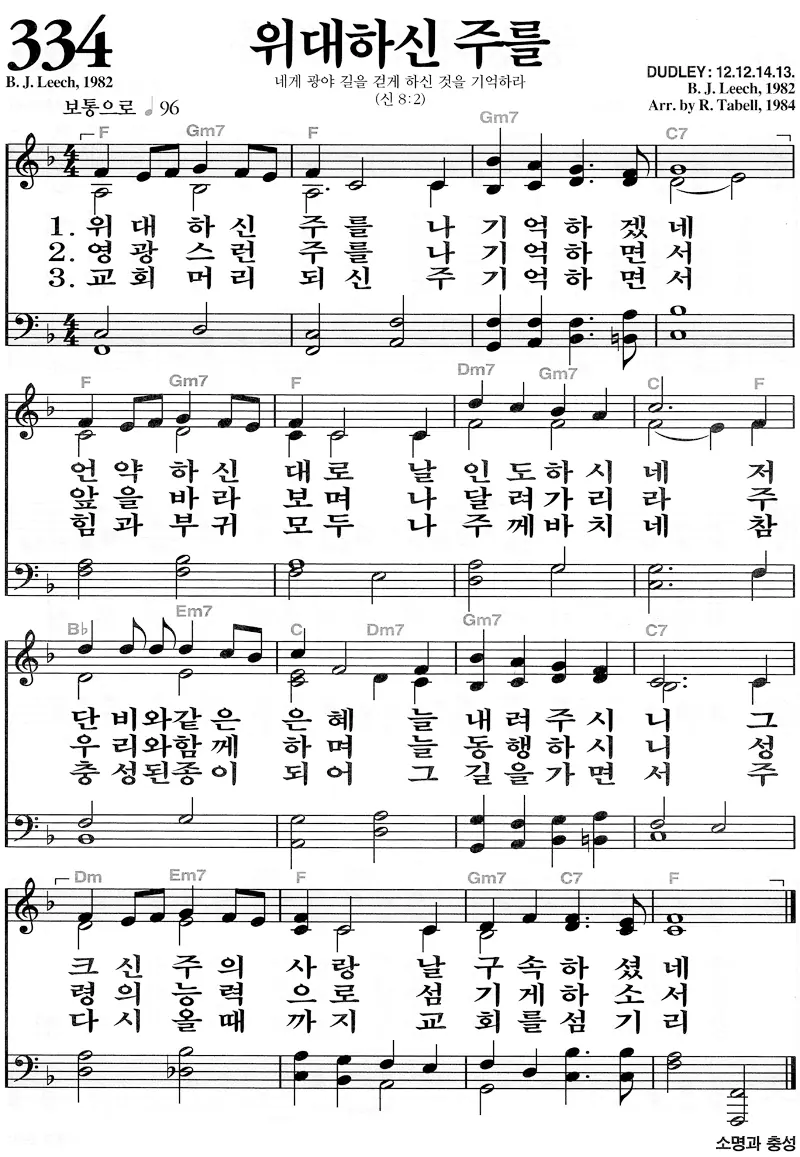 334
위대하신 주를
B. J. Leech, 1982
네게 광야 길을 걷게 하신 것을 기억하라
(신 8:2)
DUDLEY : 12.12.14.13.
B. J. Leech, 1982
Arr. by R. Tabell, 1984
보통으로 ♩96
F Gm7 F Gm7 C7
1. 위 대 하 신 주 를 나 기 억 하 겠 네
2. 영 광 스 런 주 를 나 기 억 하 면 서
3. 교 회 머 리 되 신 주 기 억 하 면 서
F Gm7 F Dm7 Gm7 C F
언 약 하 신 대 로 날 인 도 하 시 네 저
앞 을 바 라 보 며 나 달 려 가 리 라 주
힘 과 부 귀 모 두 나 주 께 바 치 네 참
B♭ Em7 C Dm7 Gm7 C7
단 비 와 같 은 은 혜 늘 내 려 주 시 니 그
우 리 와 함 께 하 며 늘 동 행 하 시 니 성
충 성 된 종 이 되 어 그 길 을 가 면 서 주
Dm Em7 F Gm7 C7 F
크 신 주 의 사 랑 날 구 속 하 셨 네
령 의 능 력 으 로 섬 기 게 하 소 서
다 시 올 때 까 지 교 회 를 섬 기 리
소명과 충성